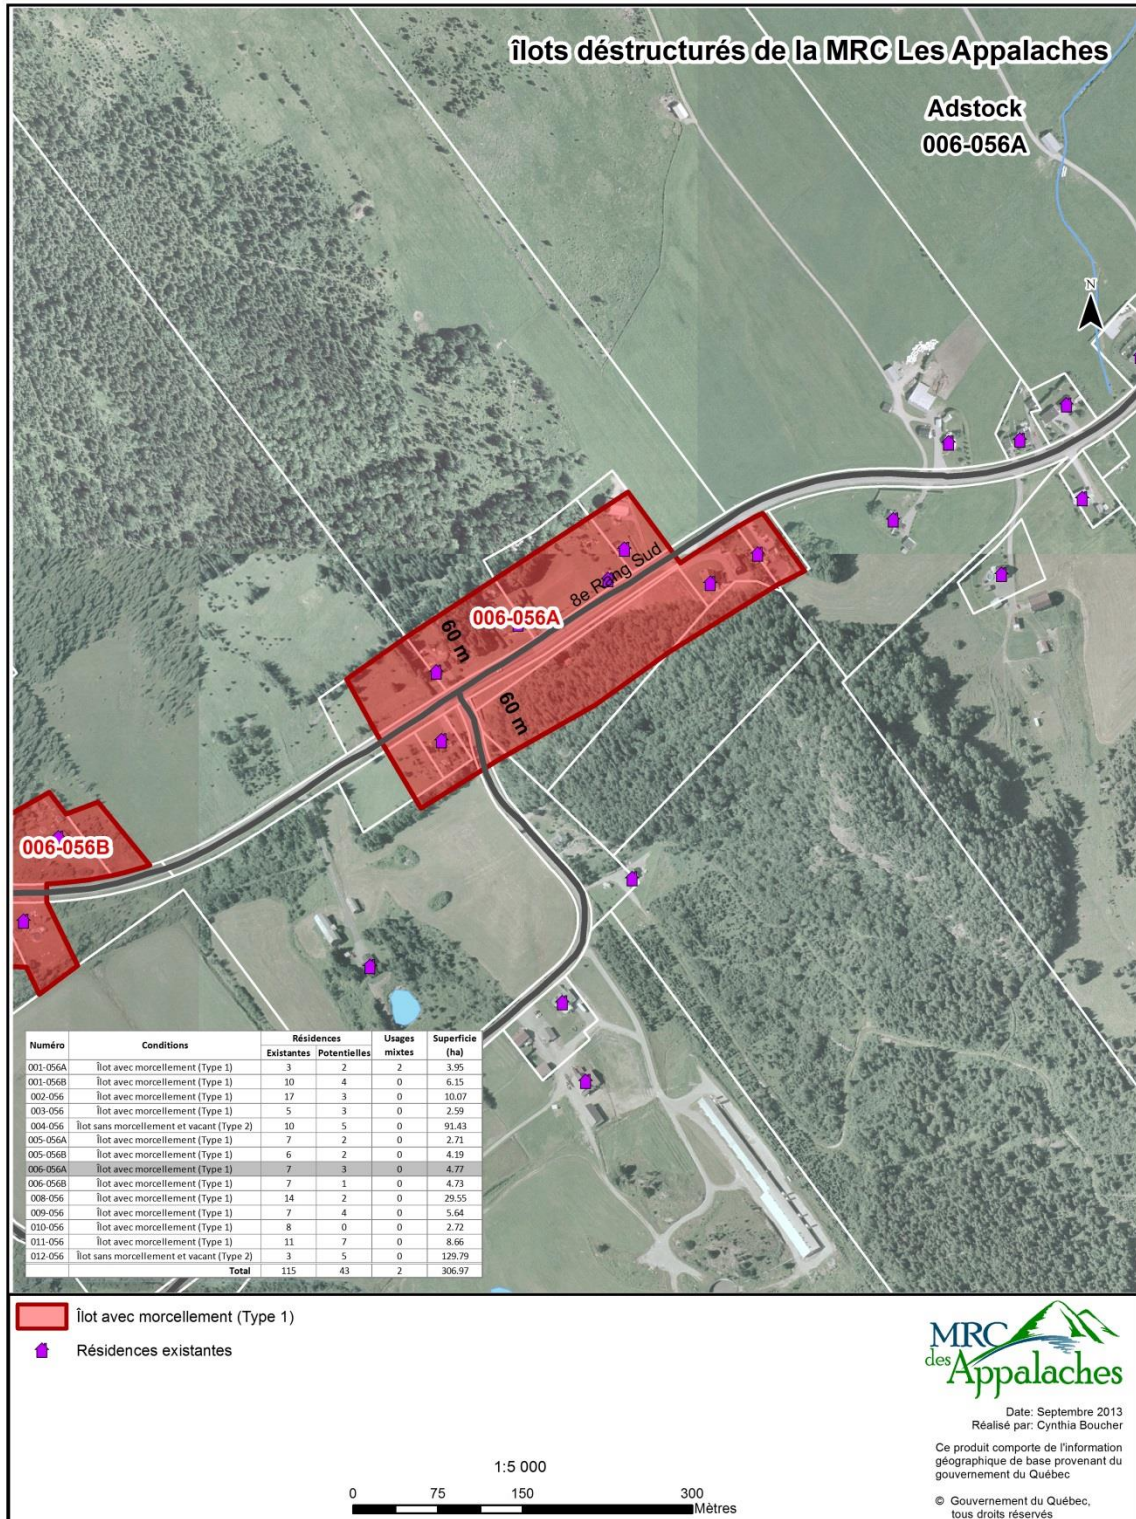 îlots déstructurés de la MRC Les Appalaches
Adstock
006-056A
N
8e Rang Sud
006-056A
60 m
60 m
006-056B
Numéro Conditions Résidences Usages mixtes Superficie (ha)
Existantes Potentielles
001-056A Îlot avec morcellement (Type 1) 3 2 2 3.95
001-056B Îlot avec morcellement (Type 1) 10 4 0 6.15
002-056 Îlot avec morcellement (Type 1) 17 3 0 10.07
003-056 Îlot avec morcellement (Type 1) 5 3 0 2.59
004-056 Îlot sans morcellement et vacant (Type 2) 10 5 0 91.43
005-056A Îlot avec morcellement (Type 1) 7 2 0 2.71
005-056B Îlot avec morcellement (Type 1) 6 2 0 4.19
006-056A Îlot avec morcellement (Type 1) 7 3 0 4.77
006-056B Îlot avec morcellement (Type 1) 7 1 0 4.73
008-056 Îlot avec morcellement (Type 1) 14 2 0 29.55
009-056 Îlot avec morcellement (Type 1) 7 4 0 5.64
010-056 Îlot avec morcellement (Type 1) 8 0 0 2.72
011-056 Îlot avec morcellement (Type 1) 11 7 0 8.66
012-056 Îlot sans morcellement et vacant (Type 2) 3 5 0 129.79
Total 115 43 2 306.97
Îlot avec morcellement (Type 1)
Résidences existantes
1:5 000
0 75 150 300
Mètres
MRC
des Appalaches
Date: Septembre 2013
Réalisé par: Cynthia Boucher
Ce produit comporte de l'information
géographique de base provenant du
gouvernement du Québec
© Gouvernement du Québec,
tous droits réservés